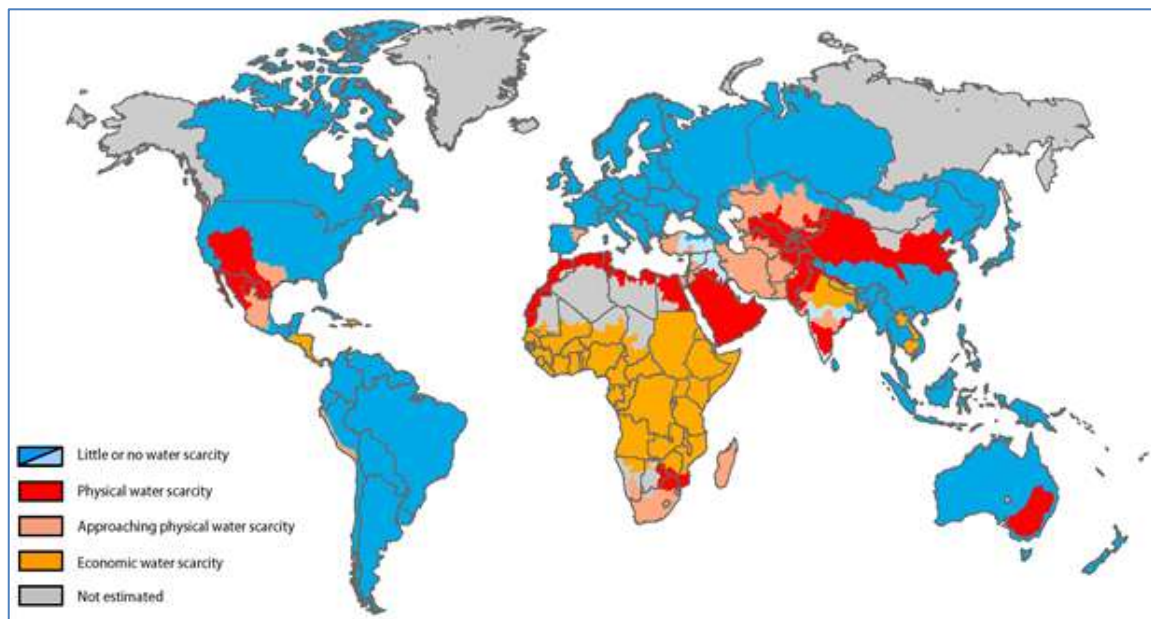 Little or no water scarcity
Physical water scarcity
Approaching physical water scarcity
Economic water scarcity
Not estimated